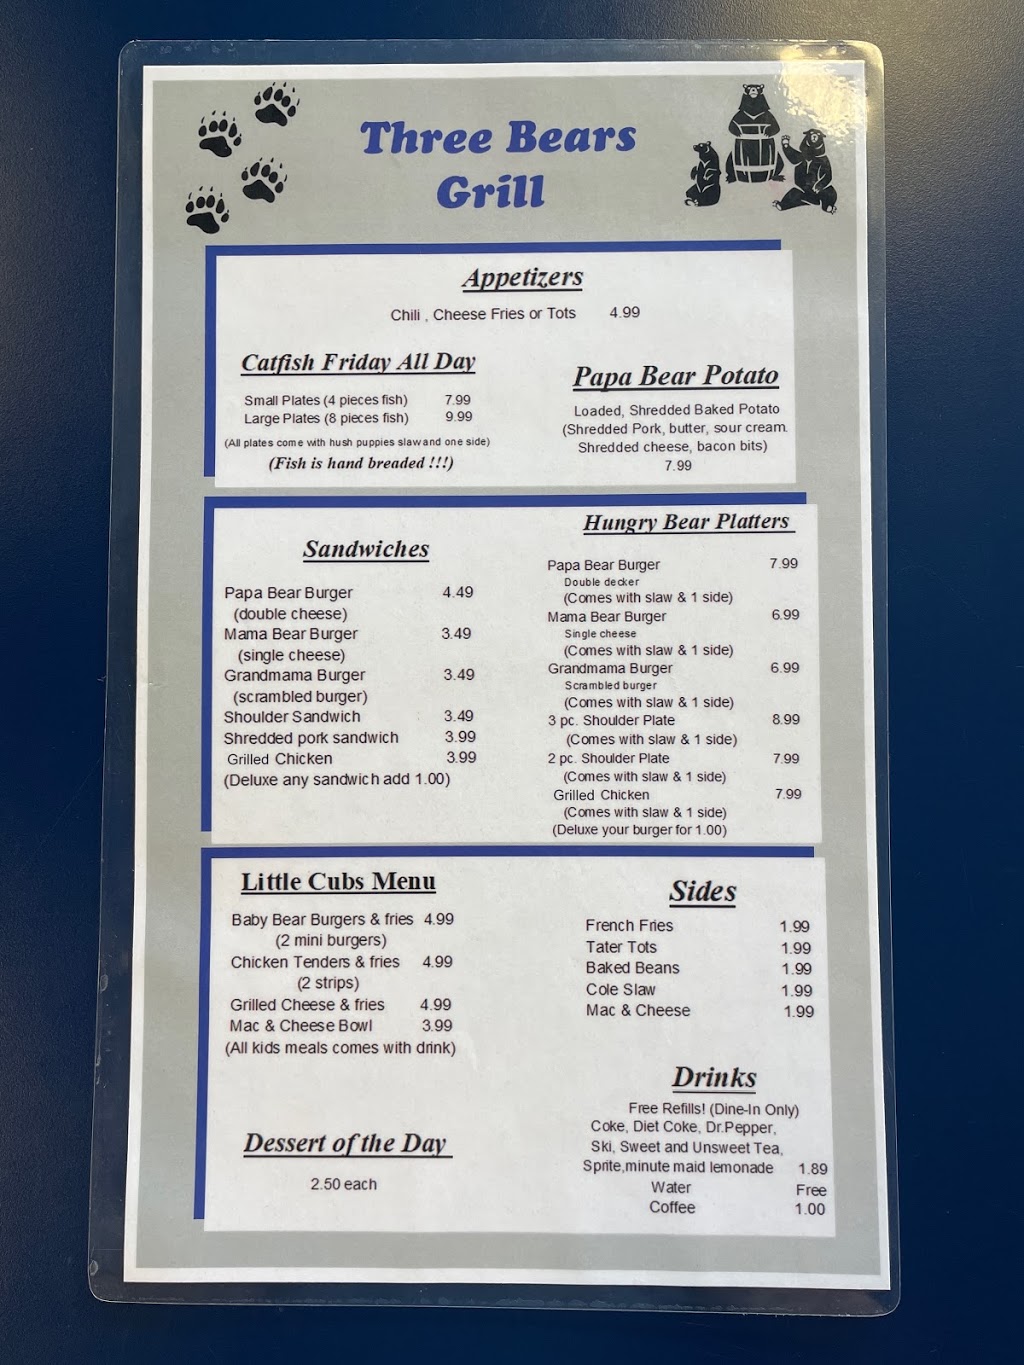 Three Bears
Grill
Appetizers
Chili , Cheese Fries or Tots 4.99
Catfish Friday All Day
Small Plates (4 pieces fish) 7.99
Large Plates (8 pieces fish) 9.99
(All plates come with hush puppies slaw and one side)
(Fish is hand breaded !!!)
Papa Bear Potato
Loaded, Shredded Baked Potato
(Shredded Pork, butter, sour cream.
Shredded cheese, bacon bits)
7.99
Sandwiches
Papa Bear Burger 4.49
(double cheese)
Mama Bear Burger 3.49
(single cheese)
Grandmama Burger 3.49
(scrambled burger)
Shoulder Sandwich 3.49
Shredded pork sandwich 3.99
Grilled Chicken 3.99
(Deluxe any sandwich add 1.00)
Hungry Bear Platters
Papa Bear Burger 7.99
Double decker
(Comes with slaw & 1 side)
Mama Bear Burger 6.99
Single cheese
(Comes with slaw & 1 side)
Grandmama Burger 6.99
Scrambled burger
(Comes with slaw & 1 side)
3 pc. Shoulder Plate 8.99
(Comes with slaw & 1 side)
2 pc. Shoulder Plate 7.99
(Comes with slaw & 1 side)
Grilled Chicken 7.99
(Comes with slaw & 1 side)
(Deluxe your burger for 1.00)
Little Cubs Menu
Baby Bear Burgers & fries 4.99
(2 mini burgers)
Chicken Tenders & fries 4.99
(2 strips)
Grilled Cheese & fries 4.99
Mac & Cheese Bowl 3.99
(All kids meals comes with drink)
Dessert of the Day
2.50 each
Sides
French Fries 1.99
Tater Tots 1.99
Baked Beans 1.99
Cole Slaw 1.99
Mac & Cheese 1.99
Drinks
Free Refills! (Dine-In Only)
Coke, Diet Coke, Dr.Pepper,
Ski, Sweet and Unsweet Tea,
Sprite,minute maid lemonade 1.89
Water Free
Coffee 1.00